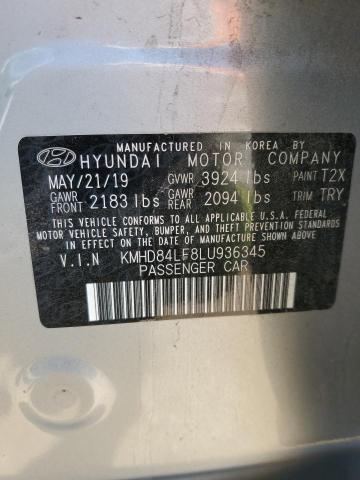 MANUFACTURED IN KOREA BY
HYUNDAI MOTOR COMPANY
MAY/21/19 GVWR 3924 lbs PAINT T2X
GAWR FRONT 2183 lbs GAWR REAR 2094 lbs TRIM TRY
THIS VEHICLE CONFORMS TO ALL APPLICABLE U.S.A. FEDERAL
MOTOR VEHICLE SAFETY, BUMPER, AND THEFT PREVENTION STANDARDS
IN EFFECT ON THE DATE OF MANUFACTURE SHOWN ABOVE.
V.I.N KMHD84LF8LU936345
PASSENGER CAR